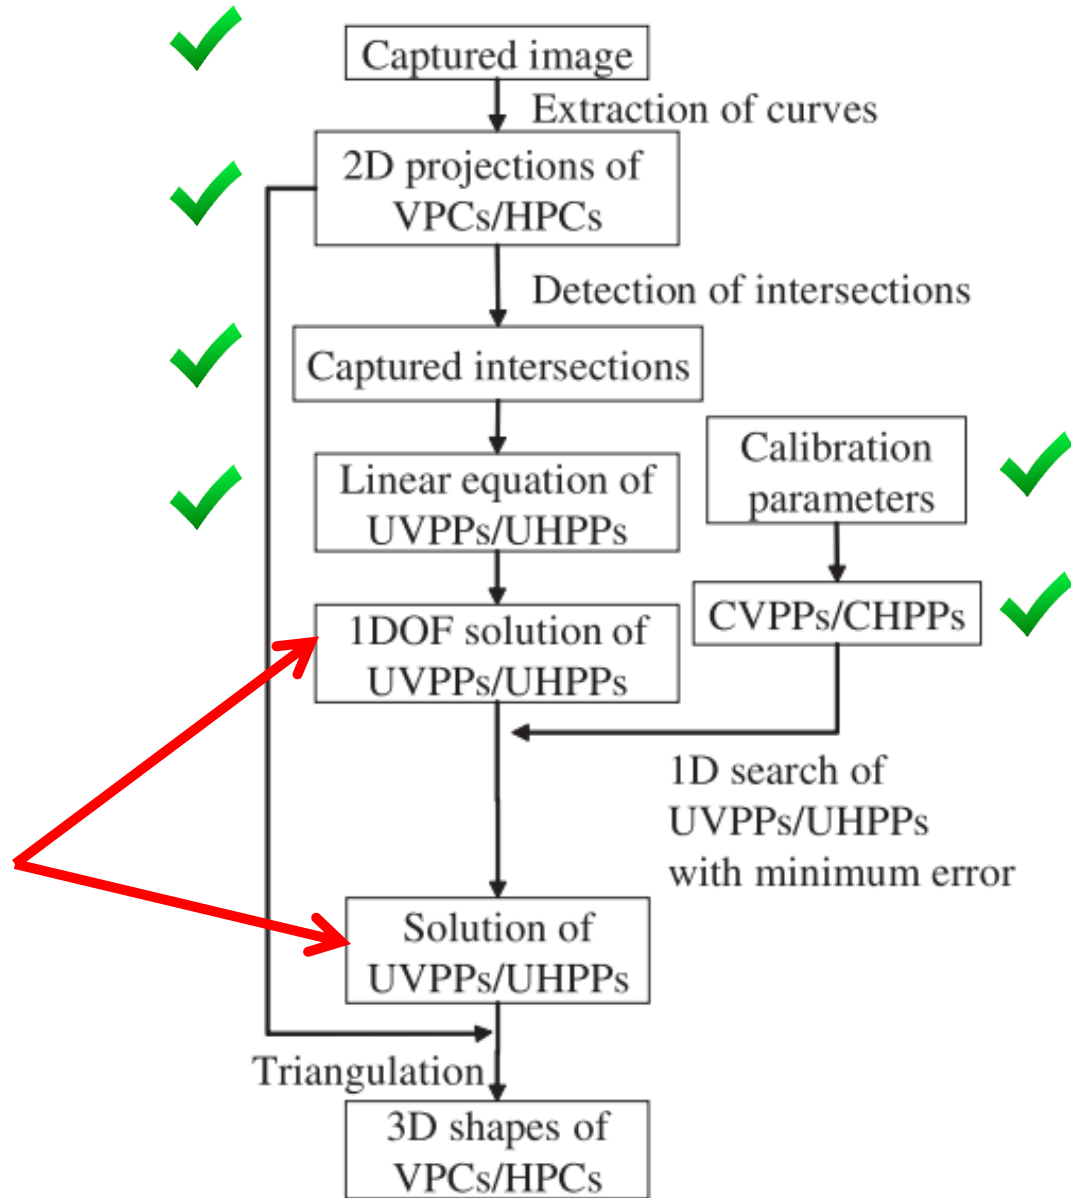 Captured image
Extraction of curves
2D projections of
VPCs/HPCs
Detection of intersections
Captured intersections
Linear equation of
UVPPs/UHPPs
Calibration
parameters
1DOF solution of
UVPPs/UHPPs
CVPPs/CHPPs
1D search of
UVPPs/UHPPs
with minimum error
Solution of
UVPPs/UHPPs
Triangulation
3D shapes of
VPCs/HPCs